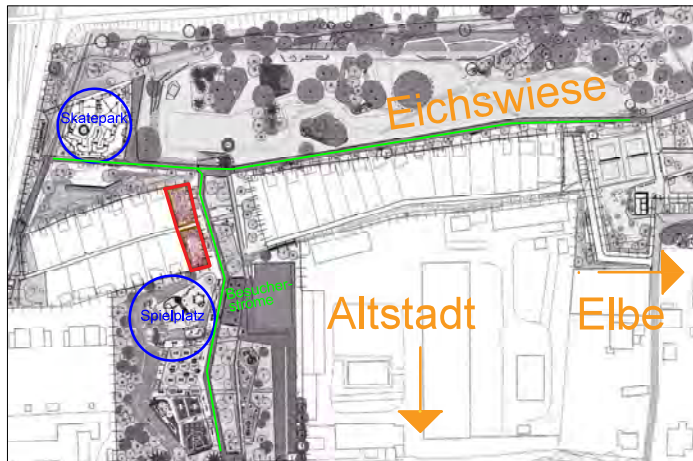 Eichswiese
Skatepark
Besucher-
ströme
Spielplatz
Altstadt
Elbe